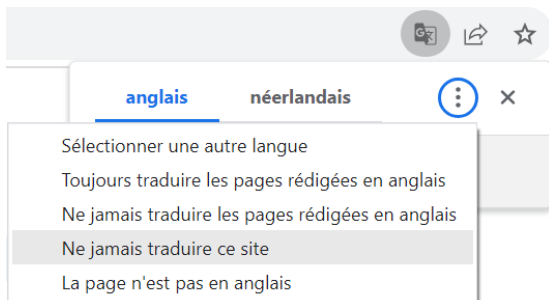 anglais néerlandais
Sélectionner une autre langue
Toujours traduire les pages rédigées en anglais
Ne jamais traduire les pages rédigées en anglais
Ne jamais traduire ce site
La page n'est pas en anglais